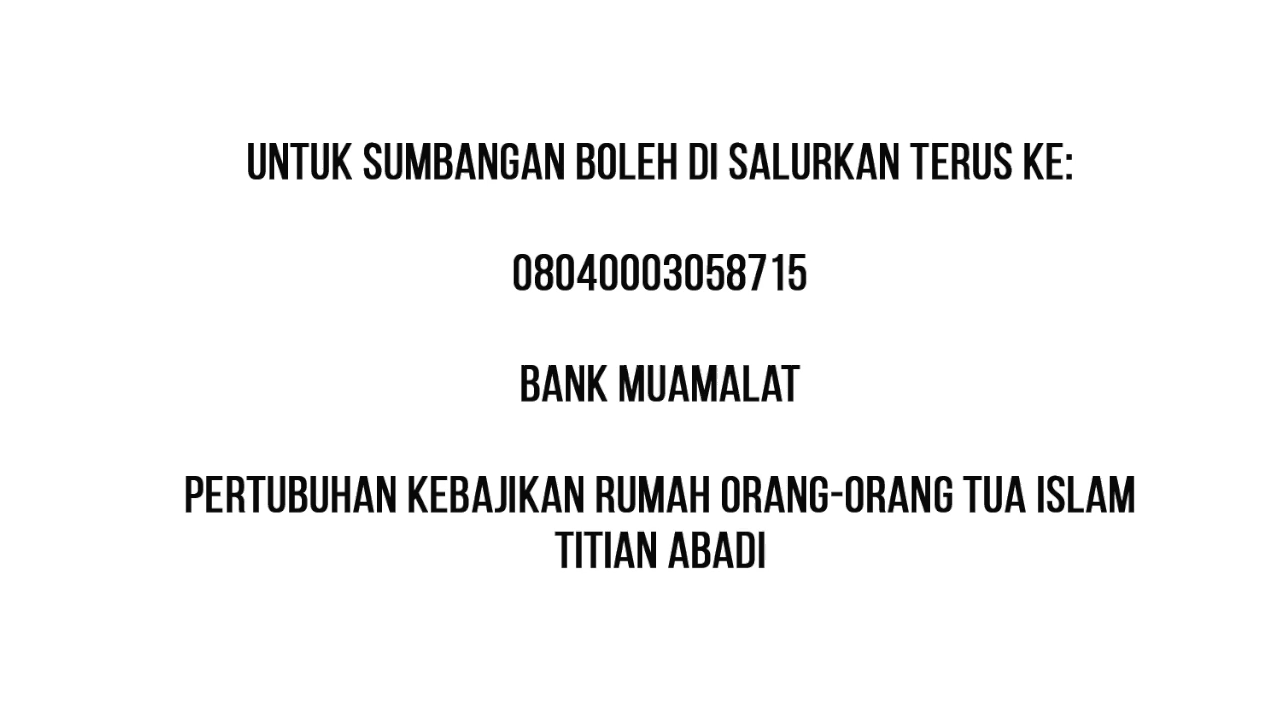 UNTUK SUMBANGAN BOLEH DI SALURKAN TERUS KE:
08040003058715
BANK MUAMALAT
PERTUBUHAN KEBAJIKAN RUMAH ORANG-ORANG TUA ISLAM
TITIAN ABADI